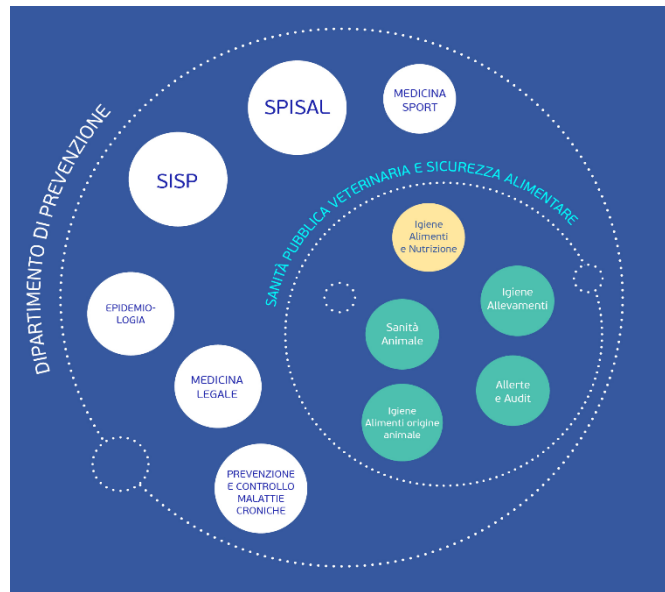 DIPARTIMENTO DI PREVENZIONE
SPISAL
MEDICINA
SPORT
SISP
SANITÀ PUBBLICA VETERINARIA E SICUREZZA ALIMENTARE
Igiene
Alimenti
e Nutrizione
Igiene
Allevamenti
EPIDEMIO-
LOGIA
Sanità
Animale
MEDICINA
LEGALE
Allerte
e Audit
Igiene
Alimenti origine
animale
PREVENZIONE
E CONTROLLO
MALATTIE
CRONICHE